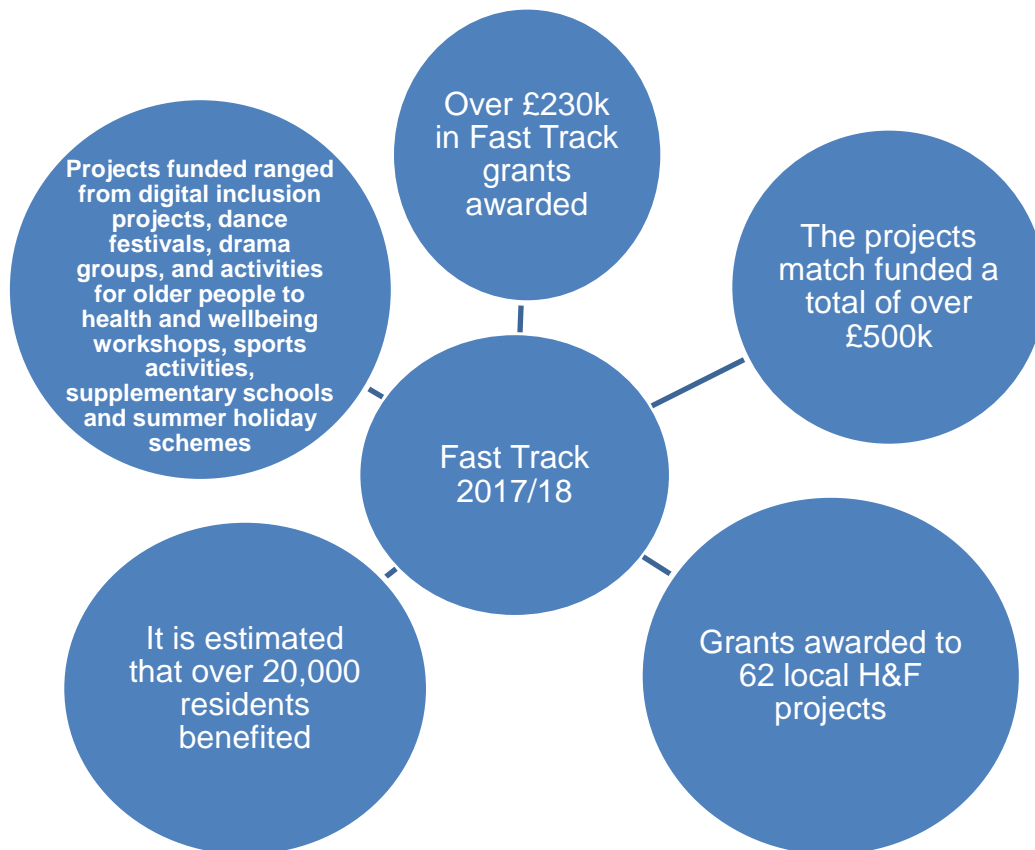 Over £230k
in Fast Track
grants
awarded
The projects
match funded a
total of over
£500k
Grants awarded to
62 local H&F
projects
It is estimated
that over 20,000
residents
benefited
Projects funded ranged
from digital inclusion
projects, dance
festivals, drama
groups, and activities
for older people to
health and wellbeing
workshops, sports
activities,
supplementary schools
and summer holiday
schemes
Fast Track
2017/18